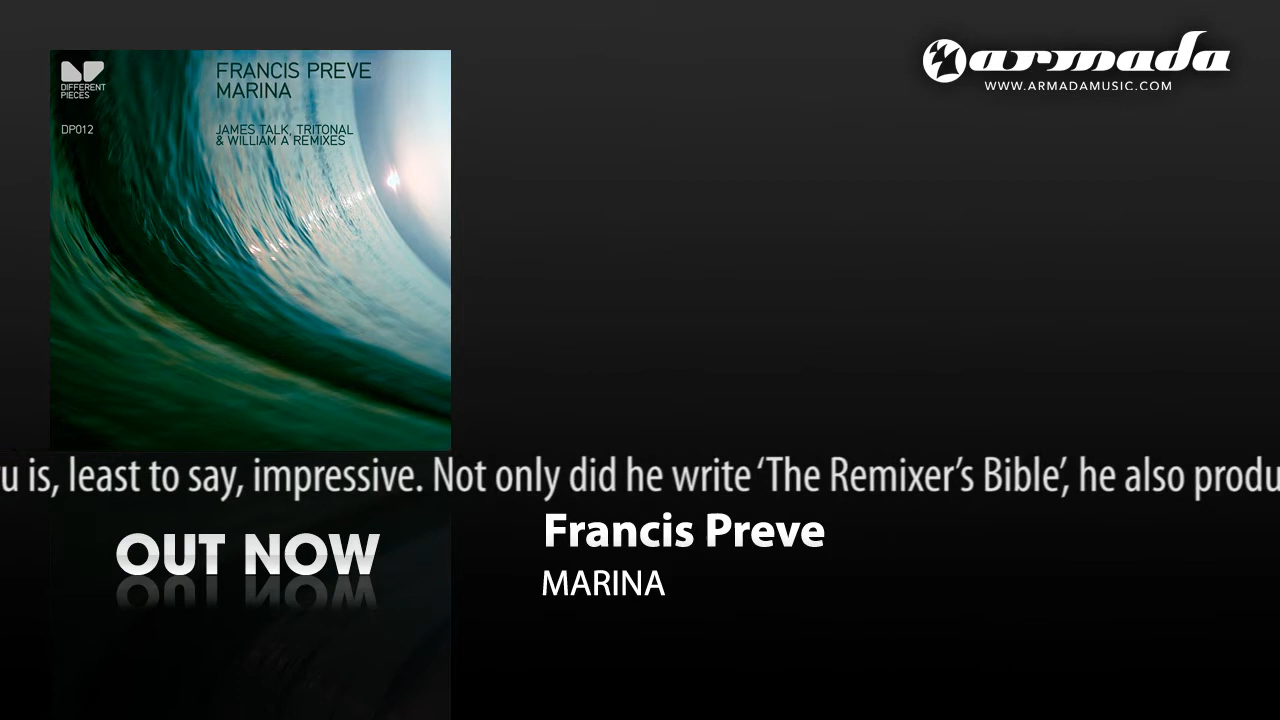 armada
WWW.ARMADAMUSIC.COM
DIFFERENT
PIECES
DP012
FRANCIS PREVE
MARINA
JAMES TALK, TRITONAL
& WILLIAM A REMIXES
is, least to say, impressive. Not only did he write ‘The Remixer’s Bible’, he also
OUT NOW
Francis Preve
MARINA